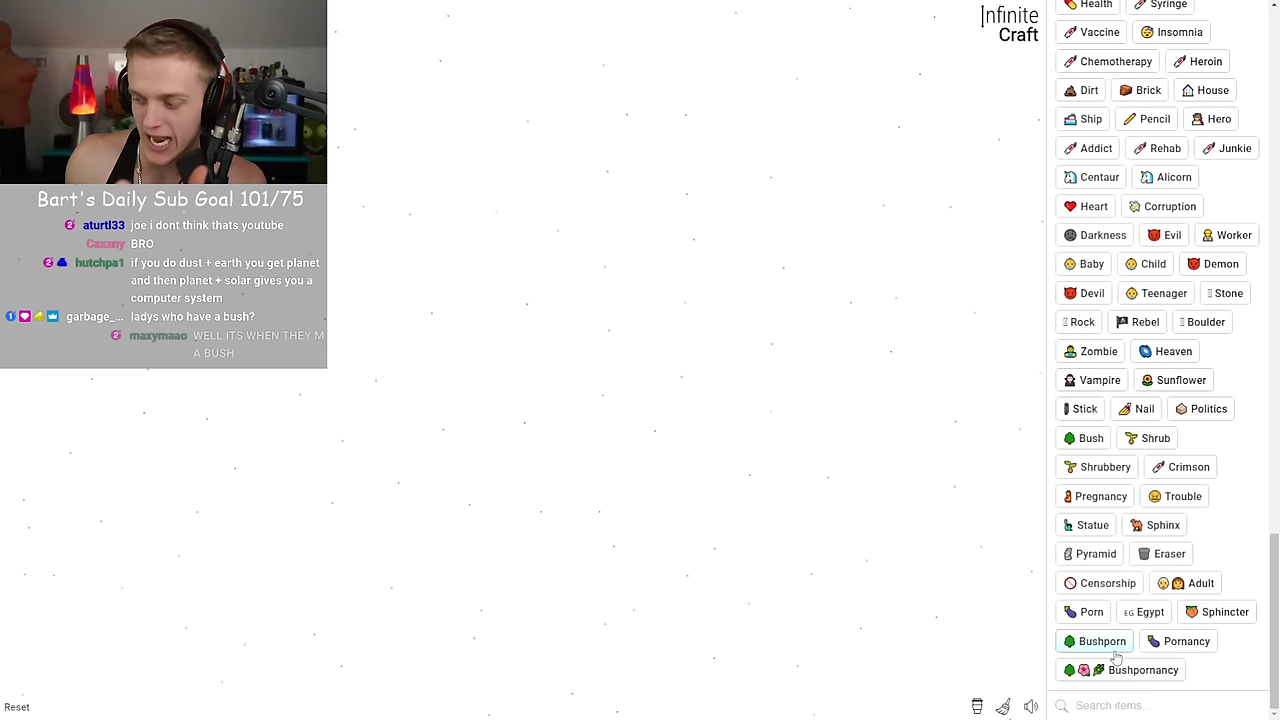 Infinite
Craft
Bart's Daily Sub Goal 101/75
aturtl33 joe i dont think thats youtube
Caxany BRO
hutchpa1 if you do dust + earth you get planet
and then planet + solar gives you a
computer system
garbage_... ladys who have a bush?
maxymaao WELL ITS WHEN THEY M
A BUSH
Health Syringe
Vaccine Insomnia
Chemotherapy Heroin
Dirt Brick House
Ship Pencil Hero
Addict Rehab Junkie
Centaur Alicorn
Heart Corruption
Darkness Evil Worker
Baby Child Demon
Devil Teenager Stone
Rock Rebel Boulder
Zombie Heaven
Vampire Sunflower
Stick Nail Politics
Bush Shrub
Shrubbery Crimson
Pregnancy Trouble
Statue Sphinx
Pyramid Eraser
Censorship Adult
Porn EG Egypt Sphincter
Bushporn Pornancy
Bushpornancy
Reset
Search items...